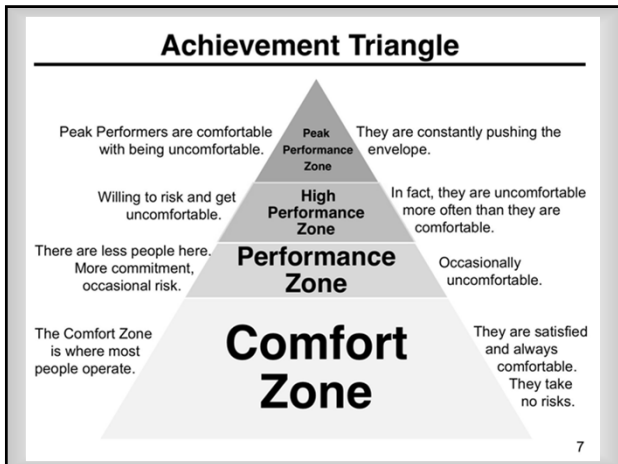 Achievement Triangle
Peak Performers are comfortable
with being uncomfortable.
Peak
Performance
Zone
They are constantly pushing the
envelope.
Willing to risk and get
uncomfortable.
High
Performance
Zone
In fact, they are uncomfortable
more often than they are
comfortable.
There are less people here.
More commitment,
occasional risk.
Performance
Zone
Occasionally
uncomfortable.
The Comfort Zone
is where most
people operate.
Comfort
Zone
They are satisfied
and always
comfortable.
They take
no risks.
7